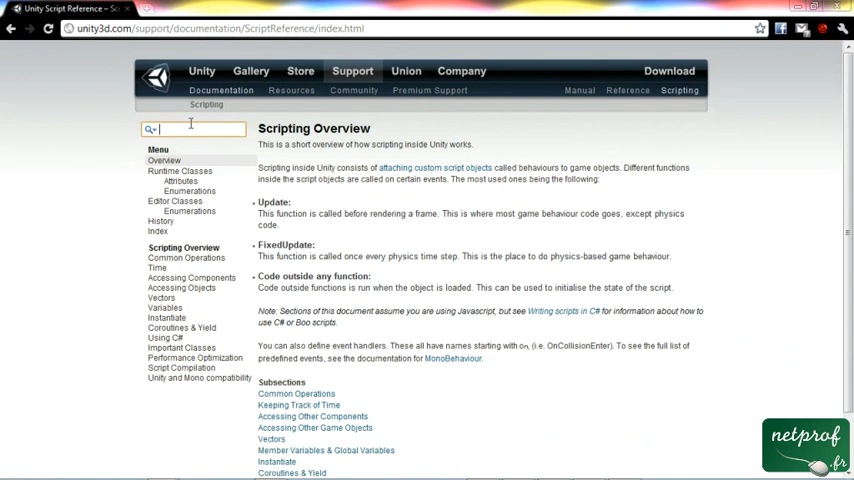 Unity Script Reference – Sc
unity3d.com/support/documentation/ScriptReference/index.html
Unity Gallery Store Support Union Company Download
Documentation Resources Community Premium Support Manual Reference Scripting
Scripting
Menu
Overview
Runtime Classes
Attributes
Enumerations
Editor Classes
Enumerations
History
Index
Scripting Overview
Common Operations
Time
Accessing Components
Accessing Objects
Vectors
Variables
Instantiate
Coroutines & Yield
Using C#
Important Classes
Performance Optimization
Script Compilation
Unity and Mono compatibility
Scripting Overview
This is a short overview of how scripting inside Unity works.
Scripting inside Unity consists of attaching custom script objects called behaviours to game objects. Different functions
inside the script objects are called on certain events. The most used ones being the following:
Update:
This function is called before rendering a frame. This is where most game behaviour code goes, except physics
code.
FixedUpdate:
This function is called once every physics time step. This is the place to do physics-based game behaviour.
Code outside any function:
Code outside functions is run when the object is loaded. This can be used to initialise the state of the script.
Note: Sections of this document assume you are using Javascript, but see Writing scripts in C# for information about how to
use C# or Boo scripts.
You can also define event handlers. These all have names starting with On, (i.e. OnCollisionEnter). To see the full list of
predefined events, see the documentation for MonoBehaviour.
Subsections
Common Operations
Keeping Track of Time
Accessing Other Components
Accessing Other Game Objects
Vectors
Member Variables & Global Variables
Instantiate
Coroutines & Yield
netprof
.fr